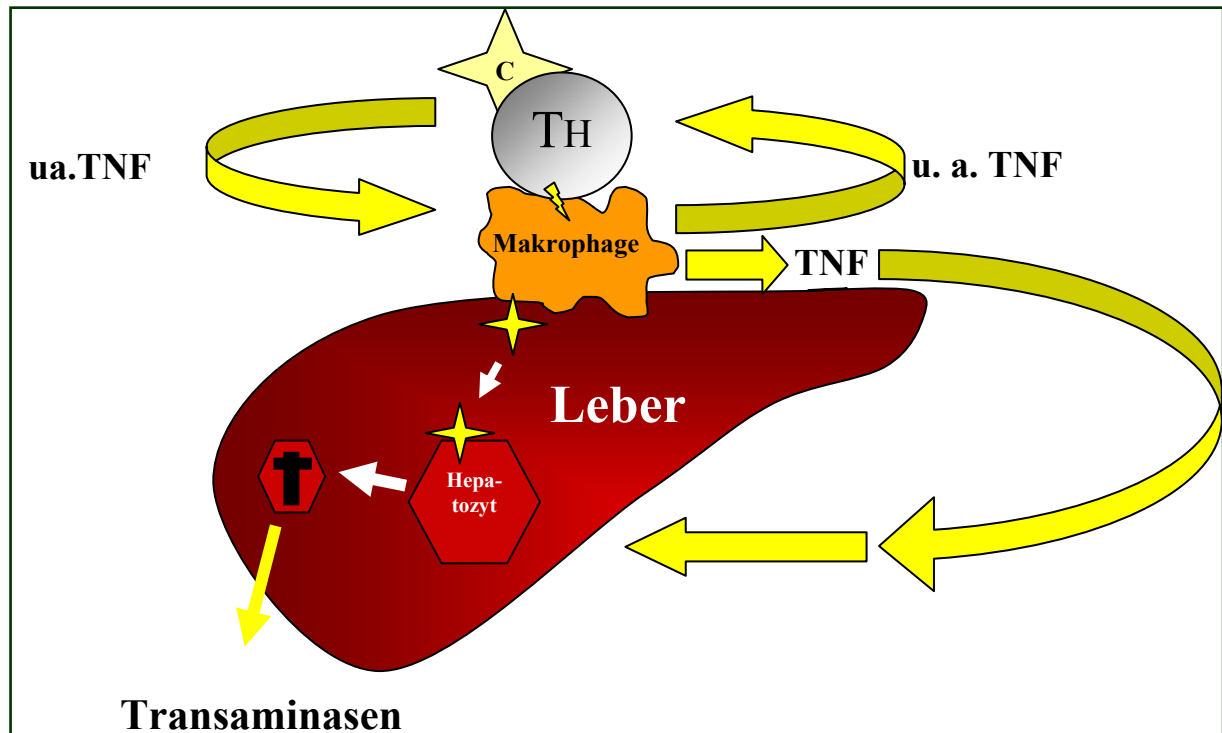 C
TH
ua.TNF
u. a. TNF
Makrophage
TNF
Leber
Hepa-
tozyt
Transaminasen